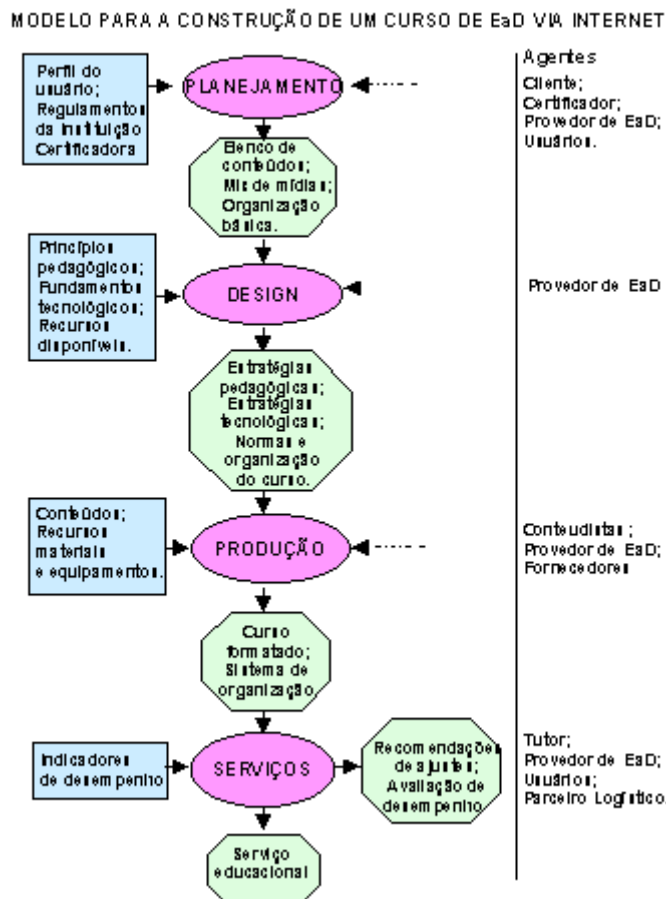 MODELO PARA A CONSTRUÇÃO DE UM CURSO DE EaD VIA INTERNET
Perfil do
usuário;
Regulamentos
da Instituição
Certificadora
PLANEJAMENTO
Agentes
Cliente;
Certificador;
Provedor de EaD;
Usuários.
Elenco de
conteúdos;
Mix de mídias;
Organização
básica.
Princípios
pedagógicos;
Fundamentos
tecnológicos;
Recursos
disponíveis.
DESIGN
Provedor de EaD
Estratégias
pedagógicas;
Estratégias
tecnológicas;
Normas e
organização
do curso.
Conteúdos;
Recursos
materiais
e equipamentos.
PRODUÇÃO
Conteudistas;
Provedor de EaD;
Fornecedores
Curso
formatado;
Sistema de
organização
Indicadores
de desempenho
SERVIÇOS
Recomendações
de ajustes;
Avaliação de
desempenho
Tutor;
Provedor de EaD;
Usuários;
Parceiro Logístico
Serviço
educacional